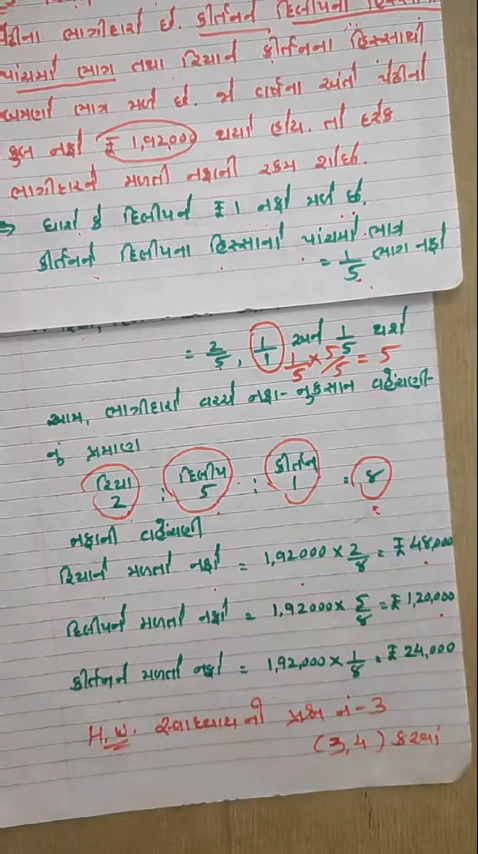 પેઢીના ભાગીદારો છે. કીર્તનને દિલીપના હિસ્સાના
પાંચમાં ભાગ તથા રિયાને કીર્તનના હિસ્સાથી
બમણો ભાગ મળે છે. જો વર્ષના અંતે પેઢીનો
કુલ નફો ₹ 1,92,000 થયો હોય. તો દરેક
ભાગીદારને મળતી નફાની રકમ શોધો.
⇒ ધારો કે દિલીપને ₹ 1 નફો મળે છે.
કીર્તનને દિલીપના હિસ્સાનો પાંચમો ભાગ
= 1/5 ભાગ નફો
= 2/5, 1/1 અને 1/5 થશે
1/5 × 5/5 = 5
આમ, ભાગીદારો વચ્ચે નફા-નુકસાન વહેંચણી-
નું પ્રમાણ
રિયા : દિલીપ : કીર્તન
2 5 1 = 8
નફાની વહેંચણી
રિયાને મળતો નફો = 1,92000 × 2/8 = ₹ 48,000
દિલીપને મળતો નફો = 1,92000 × 5/8 = ₹ 1,20,000
કીર્તનને મળતો નફો = 1,92,000 × 1/8 = ₹ 24,000
H.W. સ્વાધ્યાયની પ્રશ્ન નં-3
(3,4) કરવાં